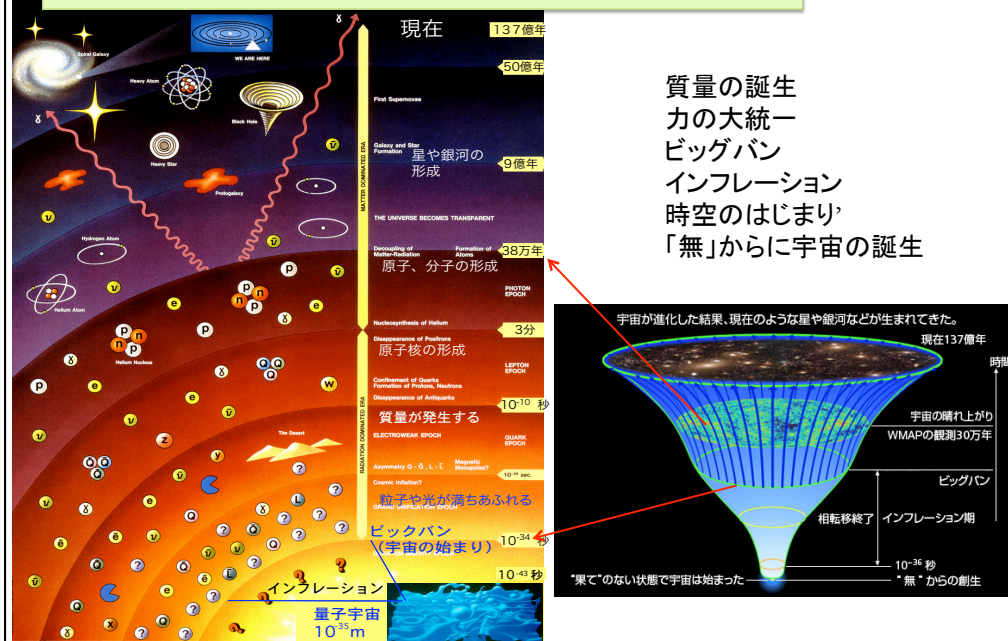 現在
137億年
50億年
Spiral Galaxy
WE ARE HERE
Heavy Atom
Black Hole
Heavy Star
Protogalaxy
First Supernovae
Galaxy and Star
Formation
星や銀河の
形成
9億年
MATTER DOMINATED ERA
THE UNIVERSE BECOMES TRANSPARENT
Hydrogen Atom
Helium Atom
Decoupling of
Matter-Radiation
Formation of
Atoms
38万年
原子、分子の形成
PHOTON
EPOCH
Nucleosynthesis of Helium
3分
Disappearance of Positrons
原子核の形成
Helium Nucleus
LEPTON
EPOCH
Confinement of Quarks
Formation of Protons, Neutrons
Disappearance of Antiquarks
10⁻¹⁰ 秒
質量が発生する
RADIATION DOMINATED ERA
The Desert
ELECTROWEAK EPOCH
QUARK
EPOCH
Magnetic
Monopoles?
Cosmic Inflation?
粒子や光が満ちあふれる
GRAND UNIFICATION EPOCH
ビックバン
(宇宙の始まり)
10⁻³⁴ 秒
10⁻⁴³ 秒
インフレーション
量子宇宙
10⁻³⁵m
質量の誕生
力の大統一
ビッグバン
インフレーション
時空のはじまり’
「無」からに宇宙の誕生
宇宙が進化した結果、現在のような星や銀河などが生まれてきた。
現在137億年
時間
宇宙の晴れ上がり
WMAPの観測30万年
ビッグバン
相転移終了
インフレーション期
10⁻³⁶ 秒
"果て"のない状態で宇宙は始まった
"無"からの創生